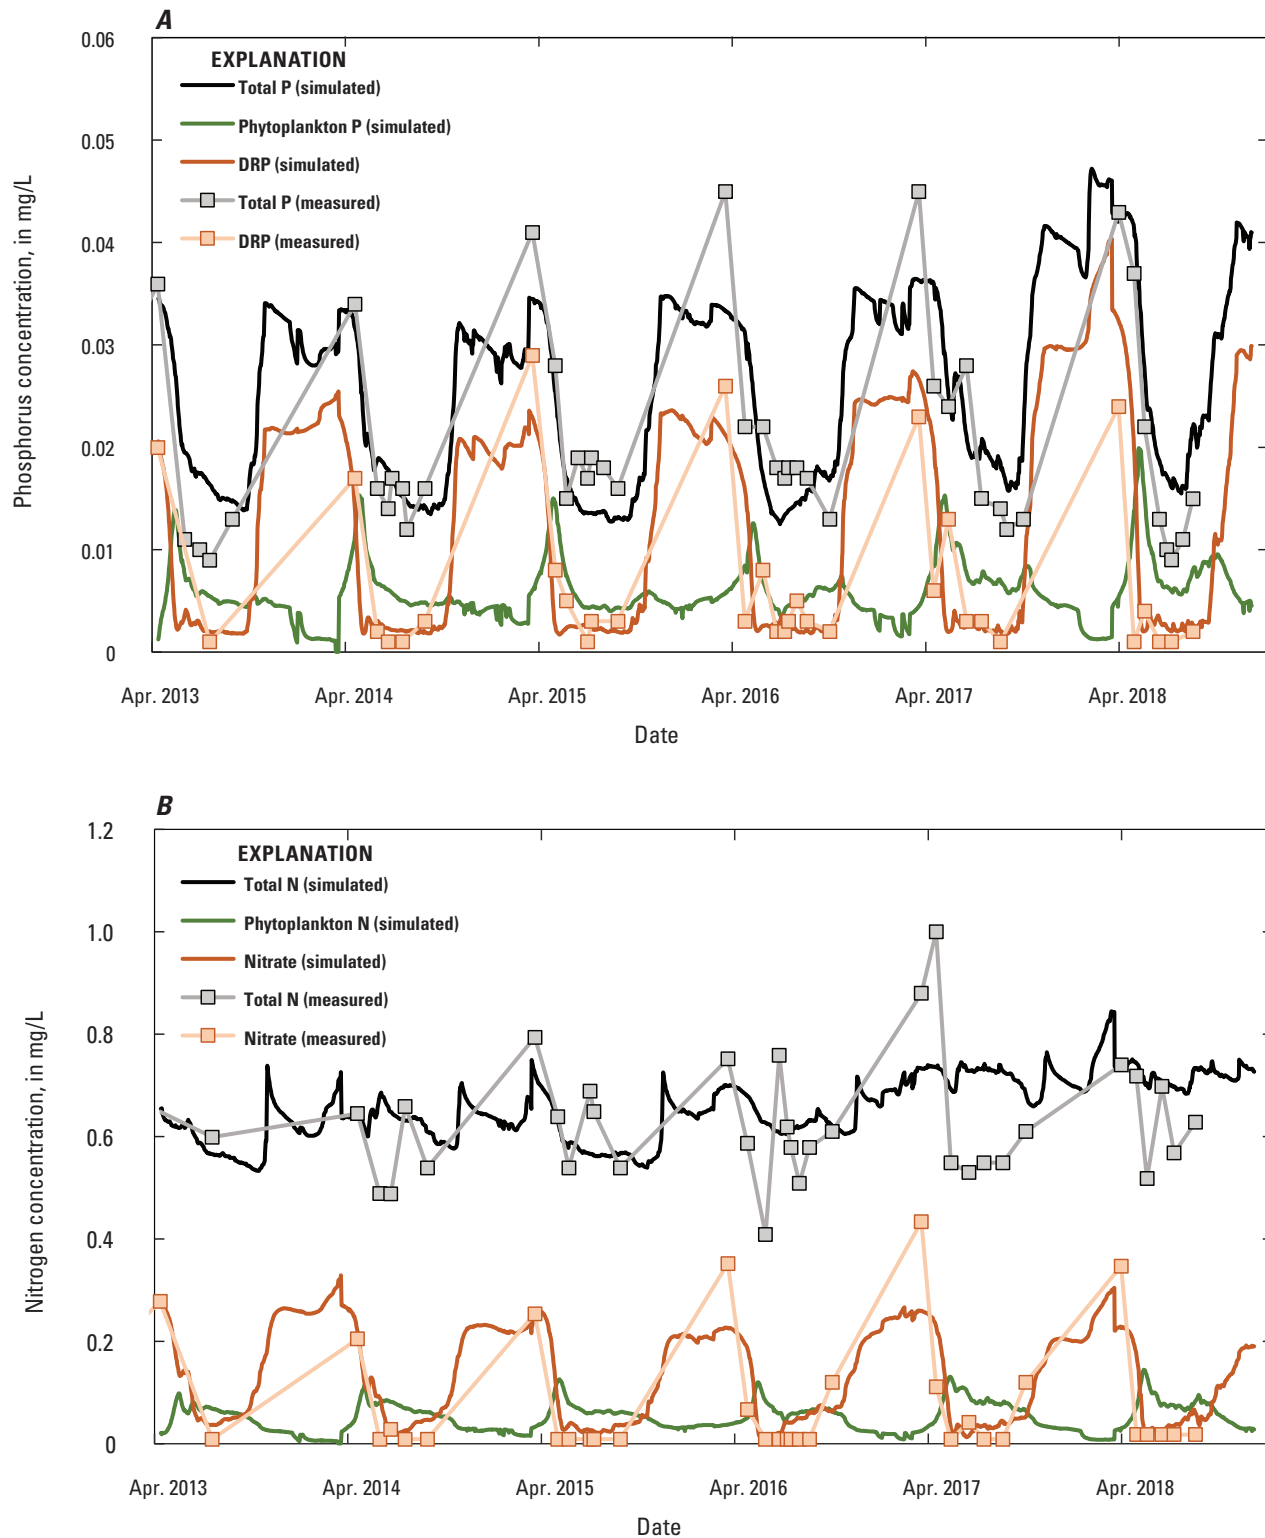 A
0.06
0.05
0.04
0.03
0.02
0.01
0
Phosphorus concentration, in mg/L
EXPLANATION
Total P (simulated)
Phytoplankton P (simulated)
DRP (simulated)
Total P (measured)
DRP (measured)
Apr. 2013 Apr. 2014 Apr. 2015 Apr. 2016 Apr. 2017 Apr. 2018
Date
B
1.2
1.0
0.8
0.6
0.4
0.2
0
Nitrogen concentration, in mg/L
EXPLANATION
Total N (simulated)
Phytoplankton N (simulated)
Nitrate (simulated)
Total N (measured)
Nitrate (measured)
Apr. 2013 Apr. 2014 Apr. 2015 Apr. 2016 Apr. 2017 Apr. 2018
Date